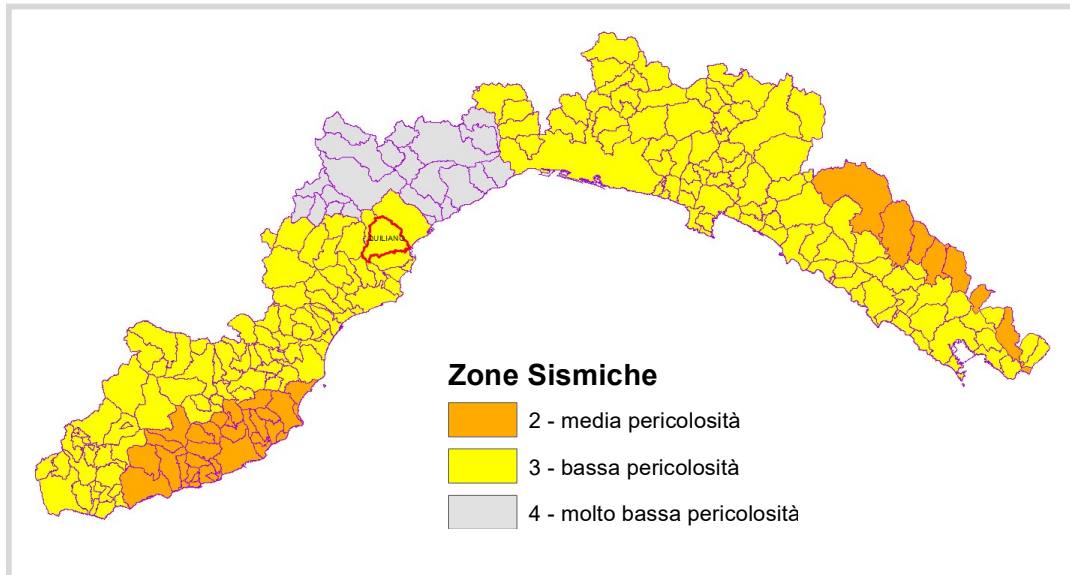 QUILIANO
Zone Sismiche
2 - media pericolosità
3 - bassa pericolosità
4 - molto bassa pericolosità